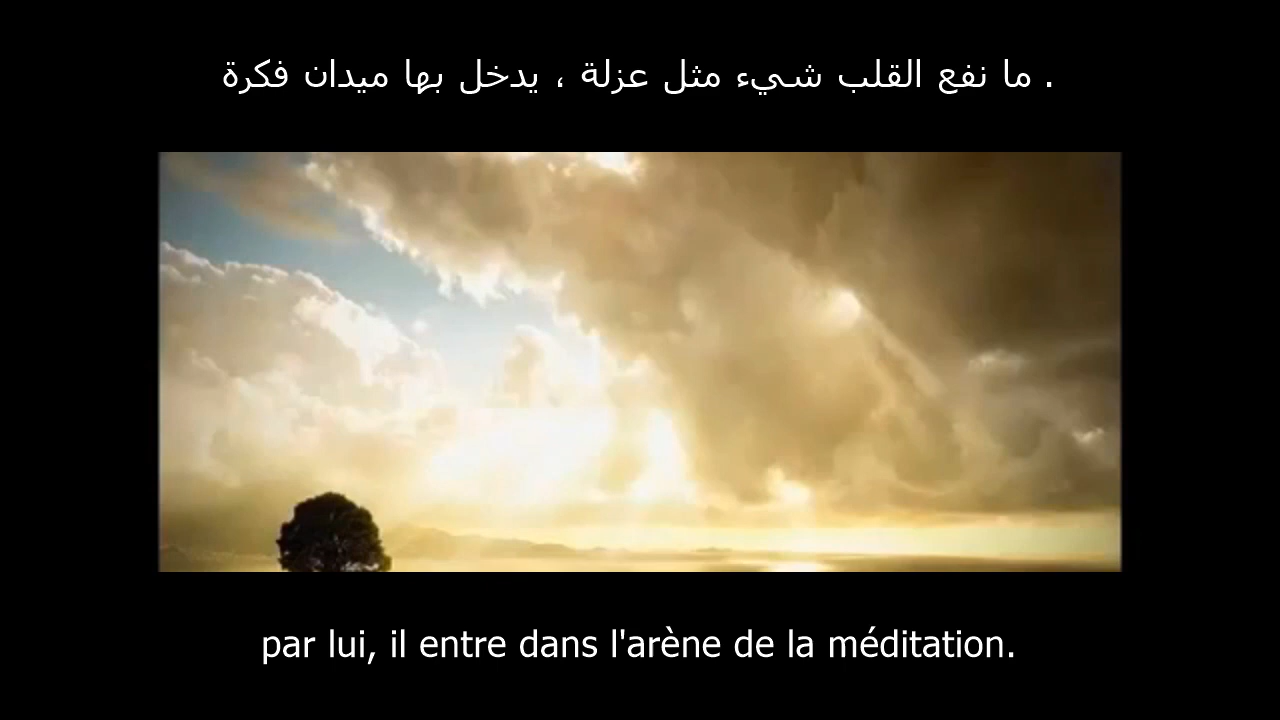 ما نفع القلب شيء مثل عزلة ، يدخل بها ميدان فكرة .
par lui, il entre dans l'arène de la méditation.